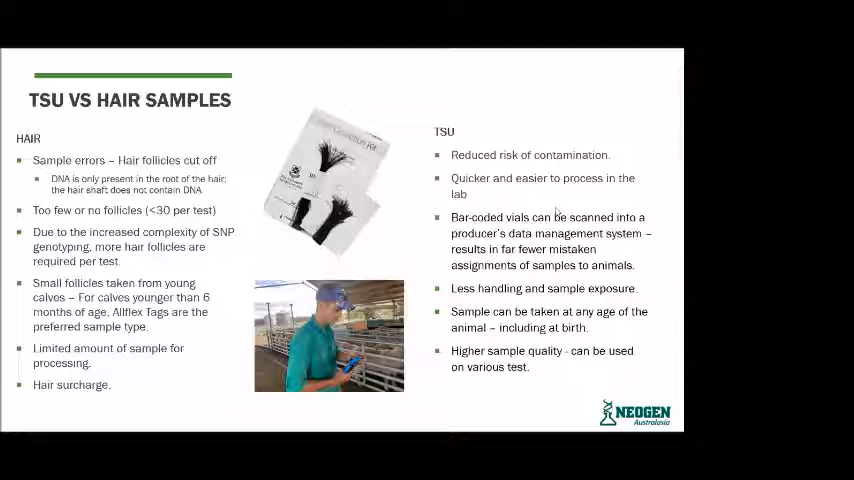 TSU VS HAIR SAMPLES
HAIR
Sample errors – Hair follicles cut off
DNA is only present in the root of the hair;
the hair shaft does not contain DNA
Too few or no follicles (<30 per test)
Due to the increased complexity of SNP
genotyping, more hair follicles are
required per test.
Small follicles taken from young
calves – For calves younger than 6
months of age, Allflex Tags are the
preferred sample type.
Limited amount of sample for
processing.
Hair surcharge.
TSU
Reduced risk of contamination.
Quicker and easier to process in the
lab
Bar-coded vials can be scanned into a
producer's data management system –
results in far fewer mistaken
assignments of samples to animals.
Less handling and sample exposure.
Sample can be taken at any age of the
animal – including at birth.
Higher sample quality - can be used
on various test.
NEOGEN
Australasia